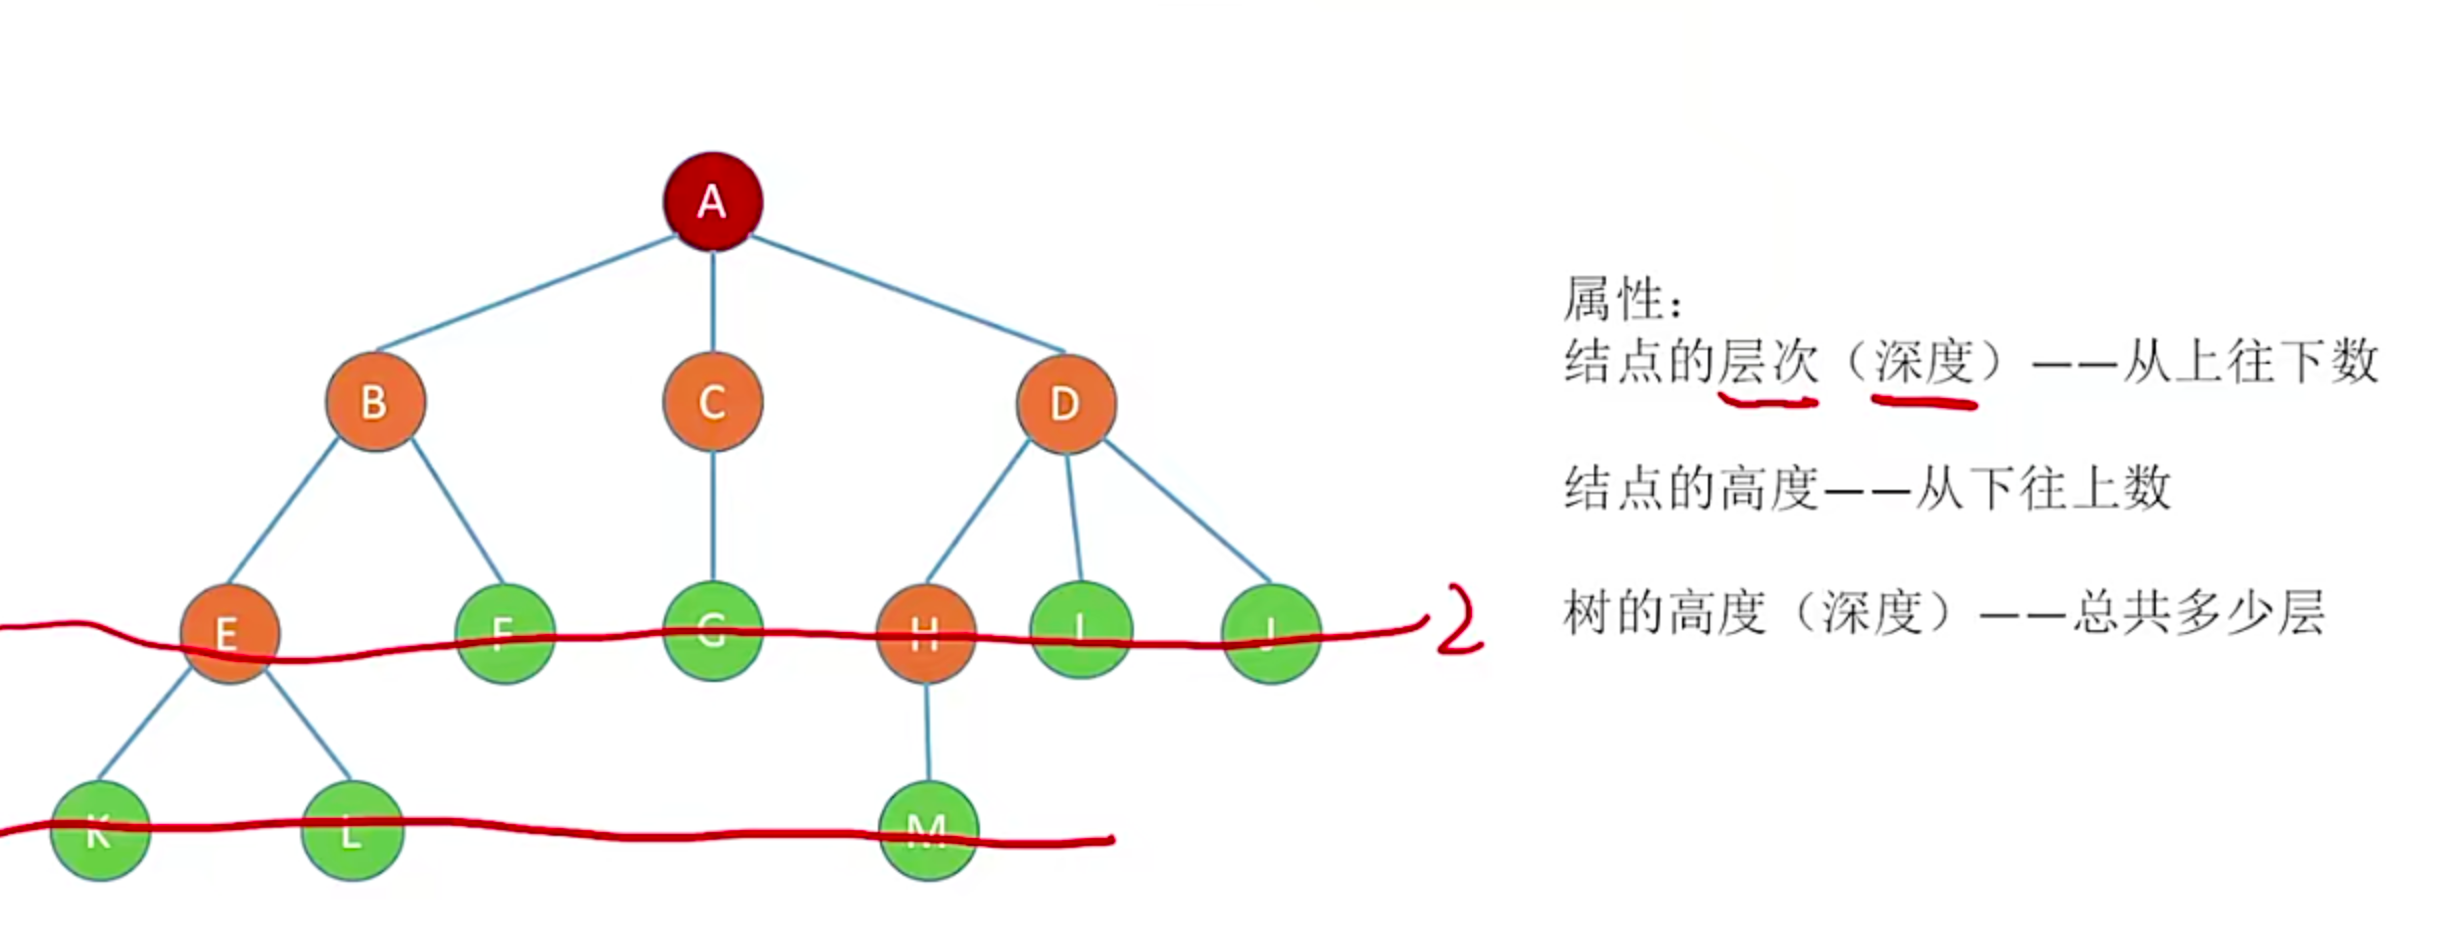 A
属性：
B C D
结点的层次（深度）——从上往下数
结点的高度——从下往上数
E F G H I J 2
树的高度（深度）——总共多少层
K L M